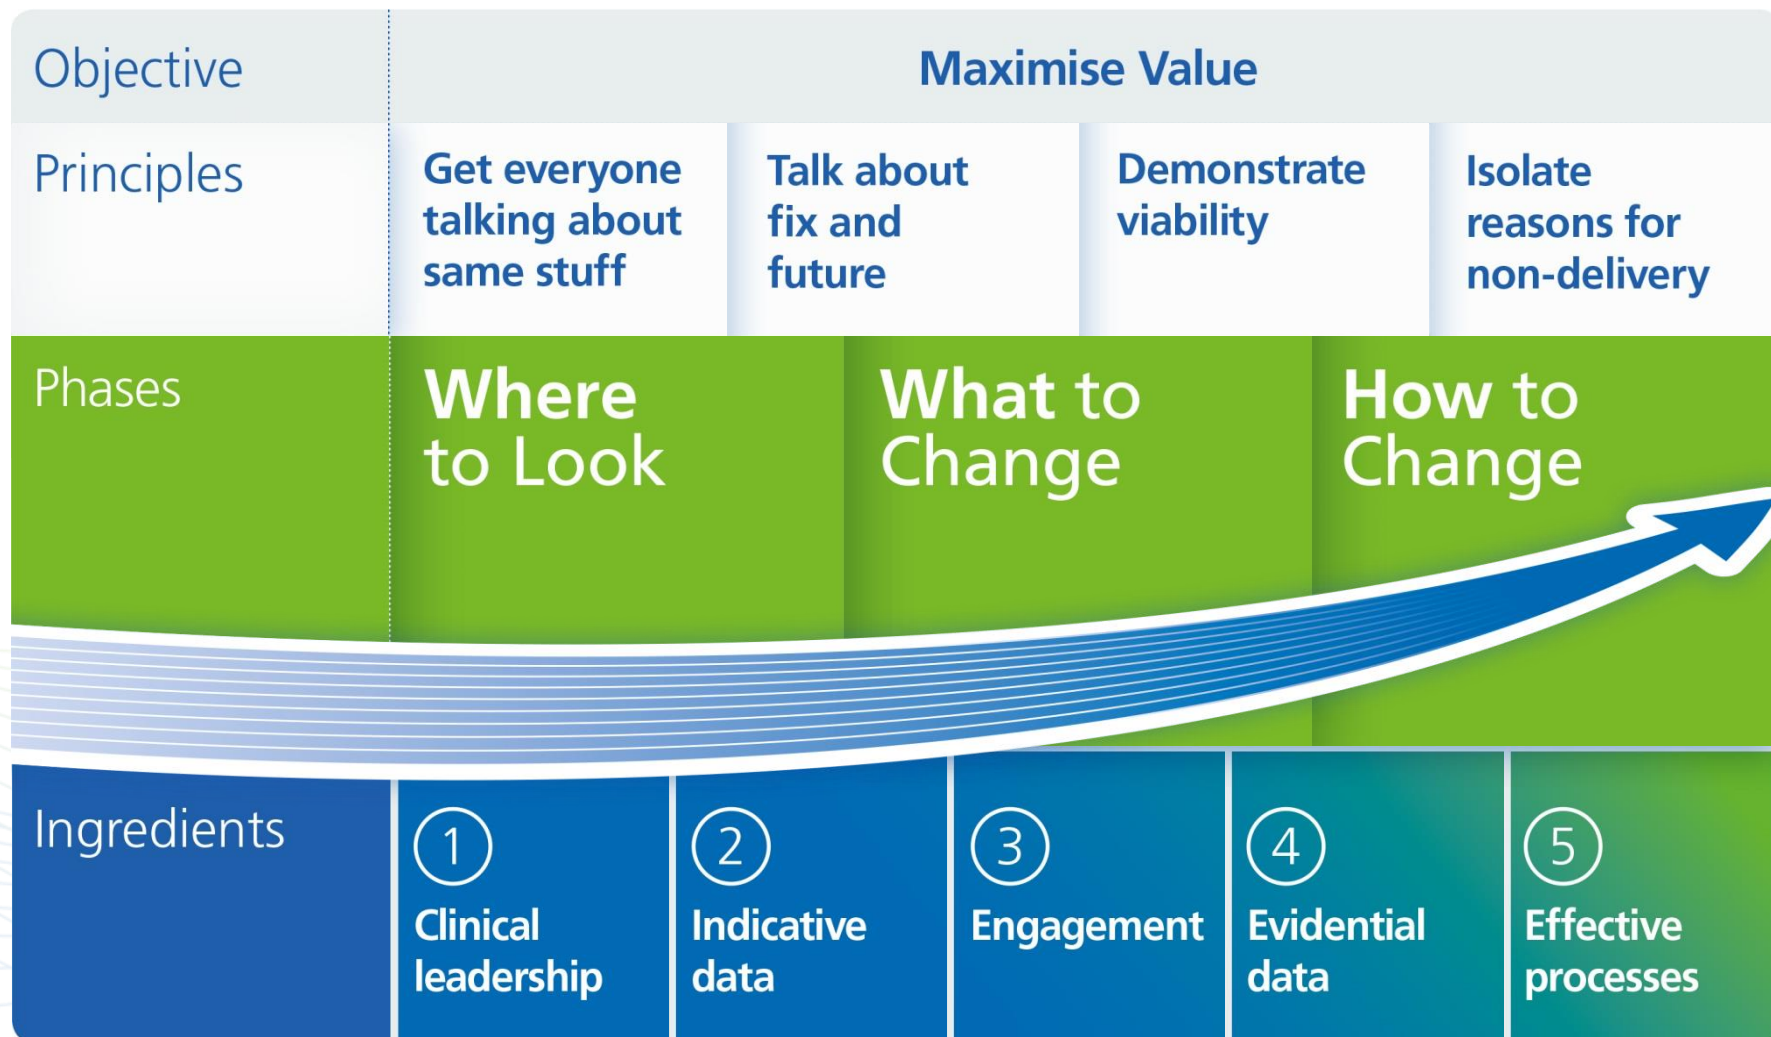 Objective
Maximise Value
Principles
Get everyone
talking about
same stuff
Talk about
fix and
future
Demonstrate
viability
Isolate
reasons for
non-delivery
Phases
Where
to Look
What to
Change
How to
Change
Ingredients
1
Clinical
leadership
2
Indicative
data
3
Engagement
4
Evidential
data
5
Effective
processes